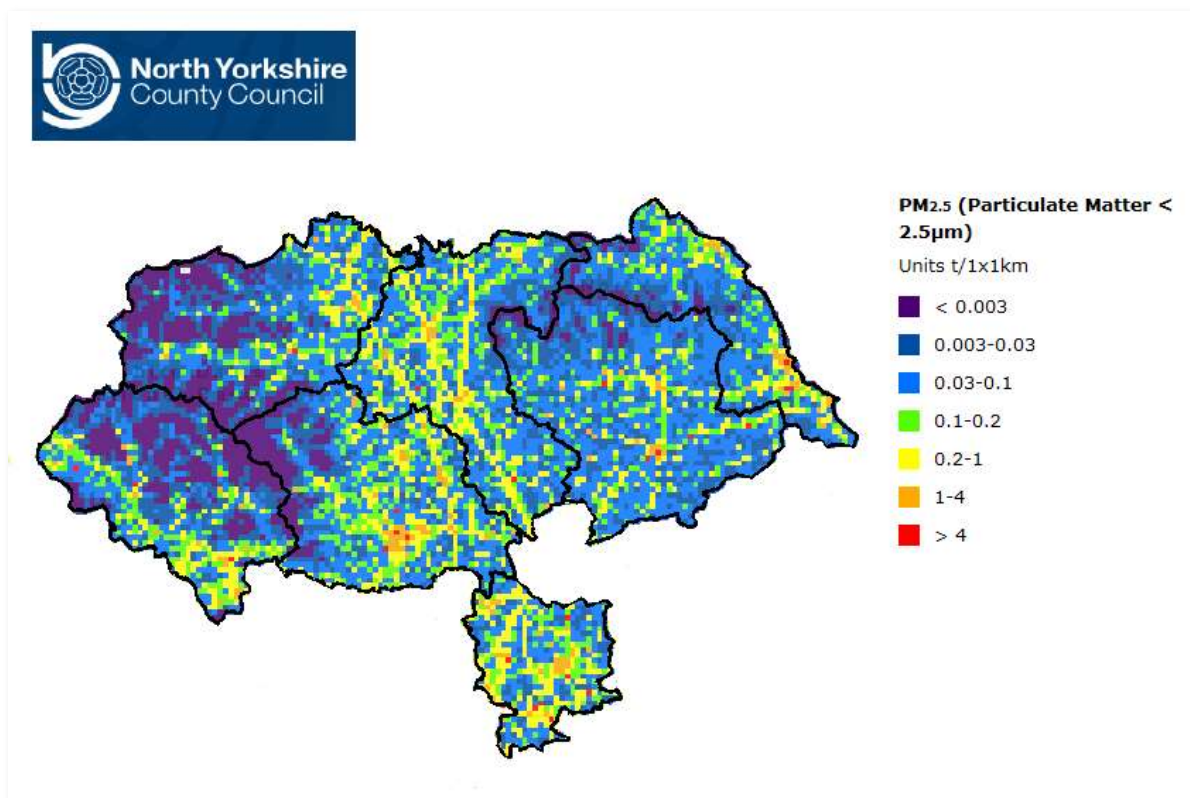 North Yorkshire
County Council
PM2.5 (Particulate Matter <
2.5µm)
Units t/1x1km
< 0.003
0.003-0.03
0.03-0.1
0.1-0.2
0.2-1
1-4
> 4